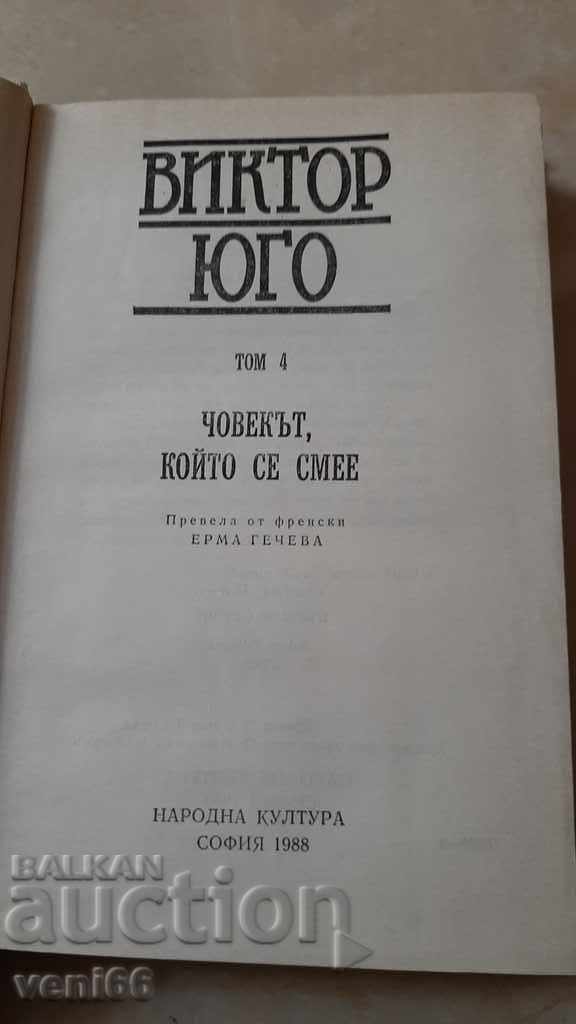 ВИКТОР
ЮГО
ТОМ 4
ЧОВЕКЪТ,
КОЙТО СЕ СМЕЕ
Превела от френски
ЕРМА ГЕЧЕВА
НАРОДНА КУЛТУРА
СОФИЯ 1988
BALKAN
auction
veni66